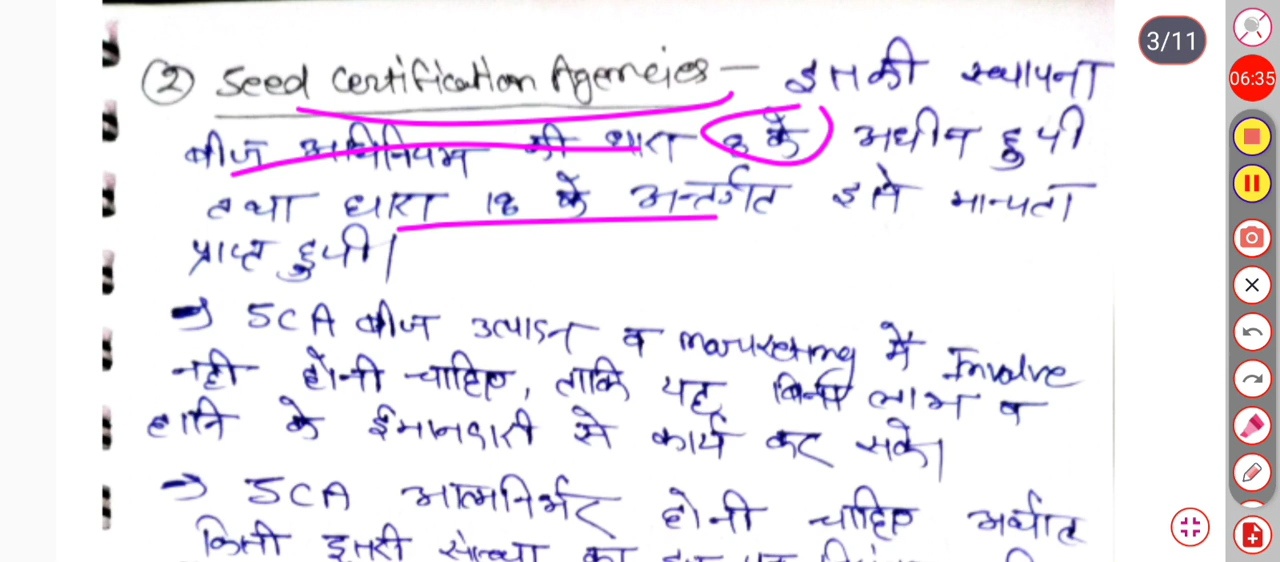 3/11
06:35
② Seed Certification Agencies — इसकी स्थापना
बीज अधिनियम की धारा 8 के अधीन हुयी
तथा धारा 18 के अन्तर्गत इसे मान्यता
प्राप्त हुयी।
→ SCA बीज उत्पादन व marketing में Involve
नही होनी चाहिए, ताकि यह बिना लाभ व
हानि के ईमानदारी से कार्य कर सके।
→ SCA आत्मनिर्भर होनी चाहिए अर्थात
किसी दूसरी संस्था का